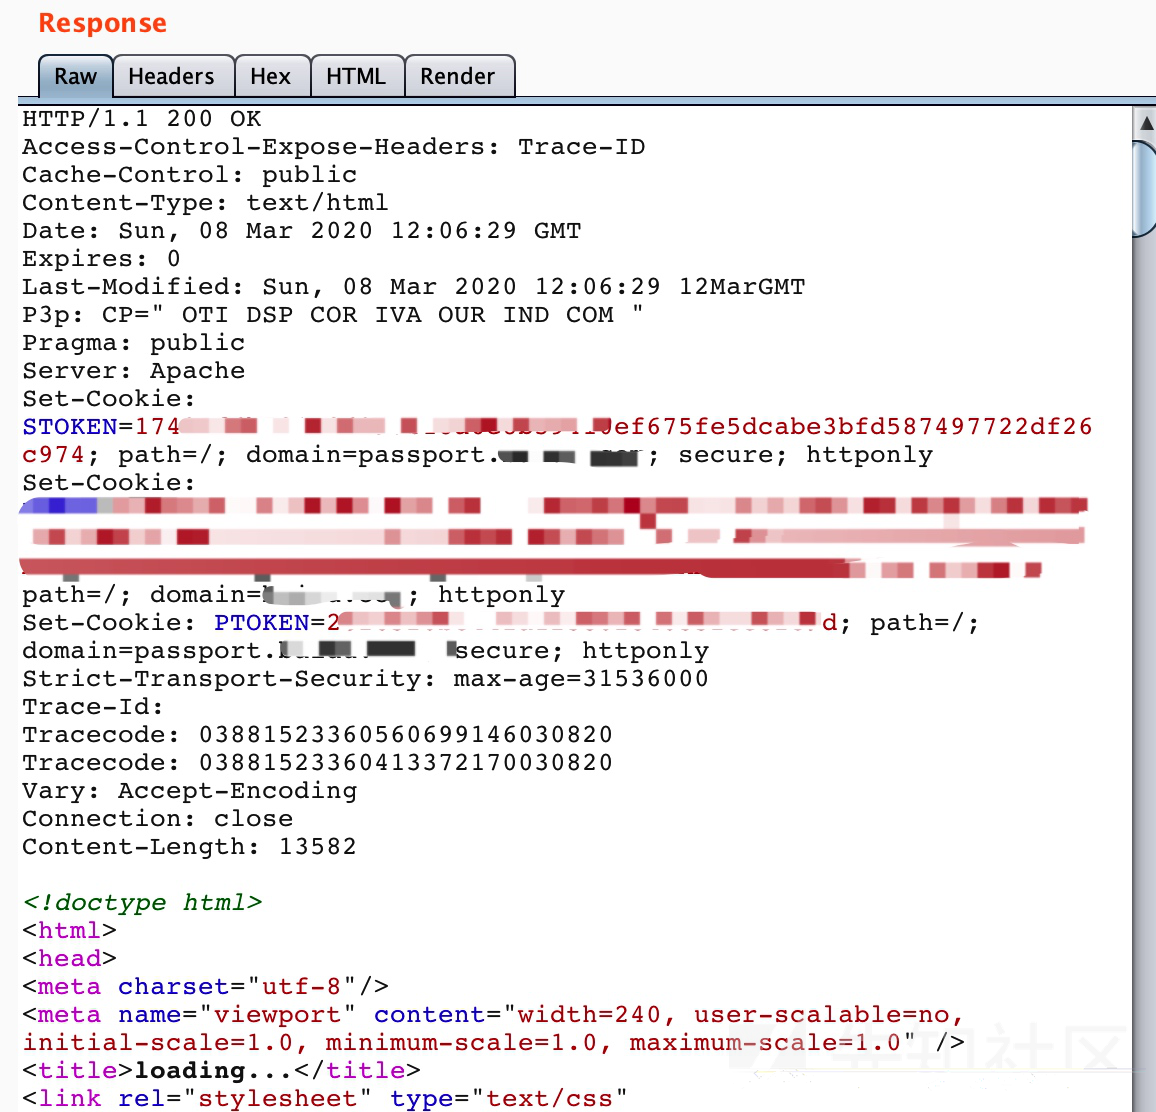 Response
Raw Headers Hex HTML Render
HTTP/1.1 200 OK
Access-Control-Expose-Headers: Trace-ID
Cache-Control: public
Content-Type: text/html
Date: Sun, 08 Mar 2020 12:06:29 GMT
Expires: 0
Last-Modified: Sun, 08 Mar 2020 12:06:29 12MarGMT
P3p: CP=" OTI DSP COR IVA OUR IND COM "
Pragma: public
Server: Apache
Set-Cookie:
STOKEN=174 ef675fe5dcabe3bfd587497722df26
c974; path=/; domain=passport. ; secure; httponly
Set-Cookie:
path=/; domain= ; httponly
Set-Cookie: PTOKEN=2 d; path=/;
domain=passport. secure; httponly
Strict-Transport-Security: max-age=31536000
Trace-Id:
Tracecode: 03881523360560699146030820
Tracecode: 03881523360413372170030820
Vary: Accept-Encoding
Connection: close
Content-Length: 13582
<!doctype html>
<html>
<head>
<meta charset="utf-8"/>
<meta name="viewport" content="width=240, user-scalable=no,
initial-scale=1.0, minimum-scale=1.0, maximum-scale=1.0" />
<title>loading...</title>
<link rel="stylesheet" type="text/css"
先知社区